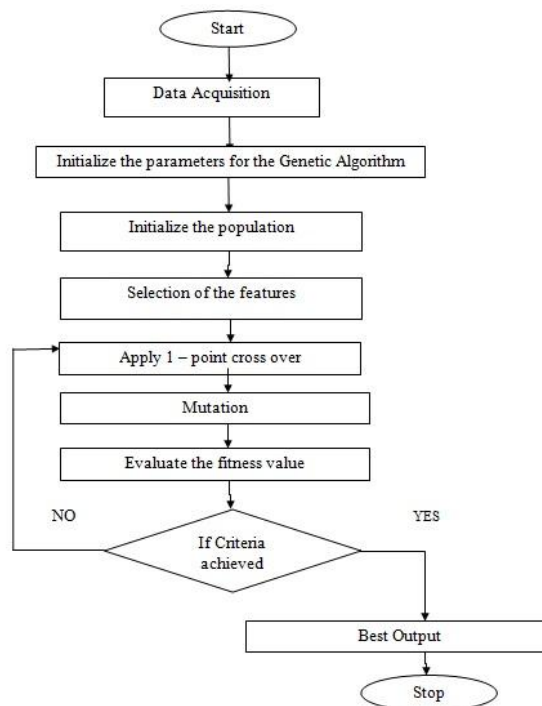 Start
Data Acquisition
Initialize the parameters for the Genetic Algorithm
Initialize the population
Selection of the features
Apply 1 – point cross over
Mutation
Evaluate the fitness value
NO
YES
If Criteria
achieved
Best Output
Stop